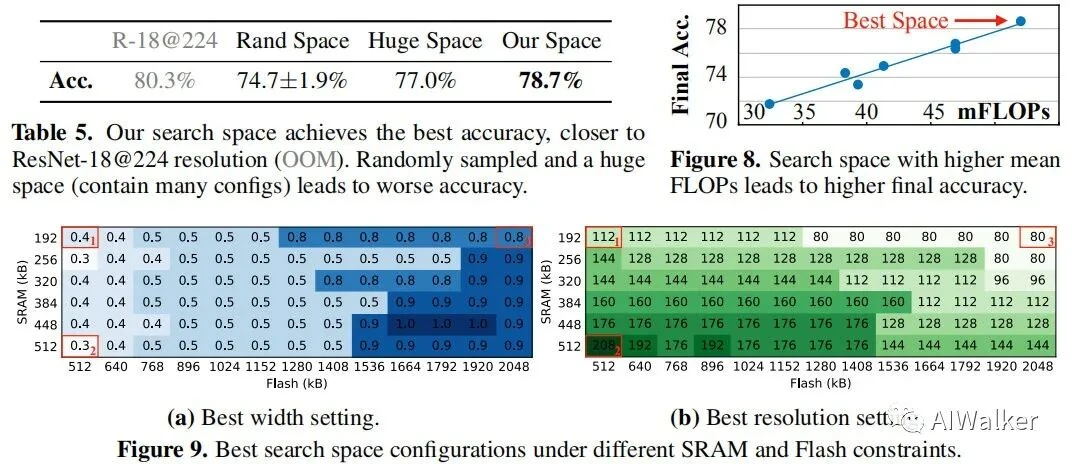 R-18@224 Rand Space Huge Space Our Space
Acc. 80.3% 74.7±1.9% 77.0% 78.7%
Table 5. Our search space achieves the best accuracy, closer to
ResNet-18@224 resolution (OOM). Randomly sampled and a huge
space (contain many configs) leads to worse accuracy.
Final Acc.
78
74
70
Best Space
30 35 40 45 mFLOPs
Figure 8. Search space with higher mean
FLOPs leads to higher final accuracy.
SRAM (kB)
192 0.4 1 0.4 0.5 0.5 0.5 0.5 0.8 0.8 0.8 0.8 0.8 0.8 0.8 3
256 0.3 0.4 0.4 0.5 0.5 0.5 0.5 0.5 0.5 0.5 0.5 0.9 0.9
320 0.4 0.4 0.5 0.5 0.5 0.5 0.5 0.8 0.8 0.8 0.8 0.9 0.9
384 0.4 0.4 0.5 0.5 0.5 0.5 0.5 0.5 0.5 0.9 0.9 0.9 0.9
448 0.4 0.4 0.4 0.5 0.5 0.5 0.5 0.5 0.9 1.0 1.0 1.0 0.9
512 0.3 2 0.4 0.5 0.5 0.5 0.5 0.5 0.5 0.9 0.9 0.9 0.9 0.9
512 640 768 896 1024 1152 1280 1408 1536 1664 1792 1920 2048
Flash (kB)
(a) Best width setting.
SRAM (kB)
192 112 1 112 112 112 112 112 80 80 80 80 80 80 80 3
256 144 128 128 128 128 128 128 128 128 128 128 80 80
320 144 144 144 144 144 144 144 112 112 112 112 96 96
384 160 160 160 160 160 160 160 160 160 112 112 112 112
448 176 176 176 176 176 176 176 176 128 128 128 128 128
512 208 2 192 176 192 176 176 176 176 144 144 144 144 144
512 640 768 896 1024 1152 1280 1408 1536 1664 1792 1920 2048
Flash (kB)
(b) Best resolution sett
AIWalker
Figure 9. Best search space configurations under different SRAM and Flash constraints.